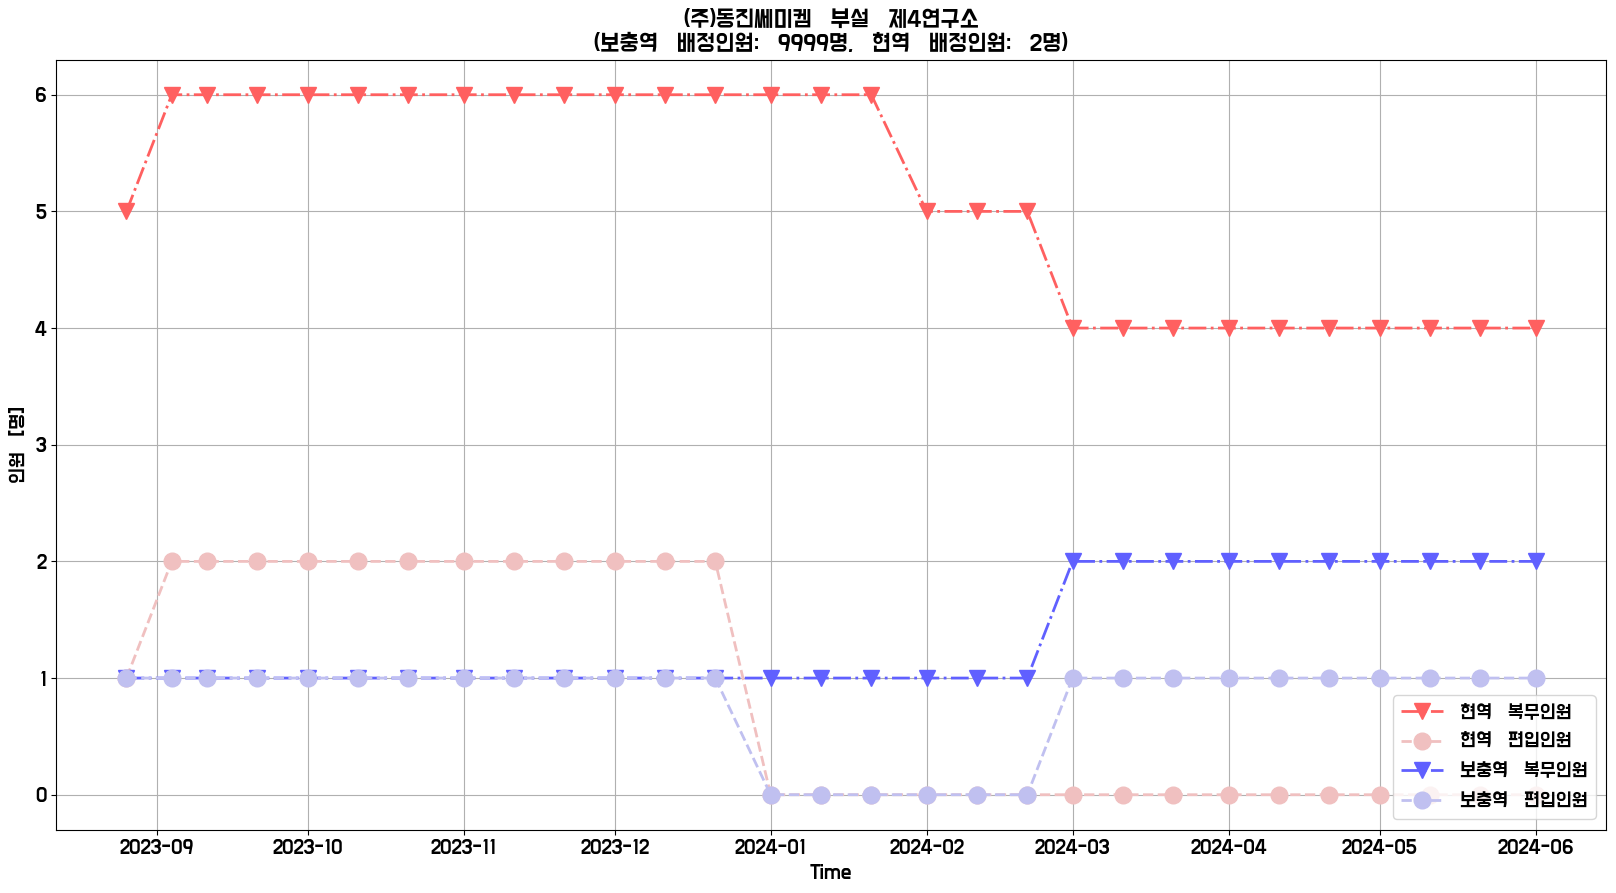 (주)동진쎄미켐 부설 제4연구소
(보충역 배정인원: 9999명, 현역 배정인원: 2명)
인원 [명]
6
5
4
3
2
1
0
현역 복무인원
현역 편입인원
보충역 복무인원
보충역 편입인원
2023-09 2023-10 2023-11 2023-12 2024-01 2024-02 2024-03 2024-04 2024-05 2024-06
Time